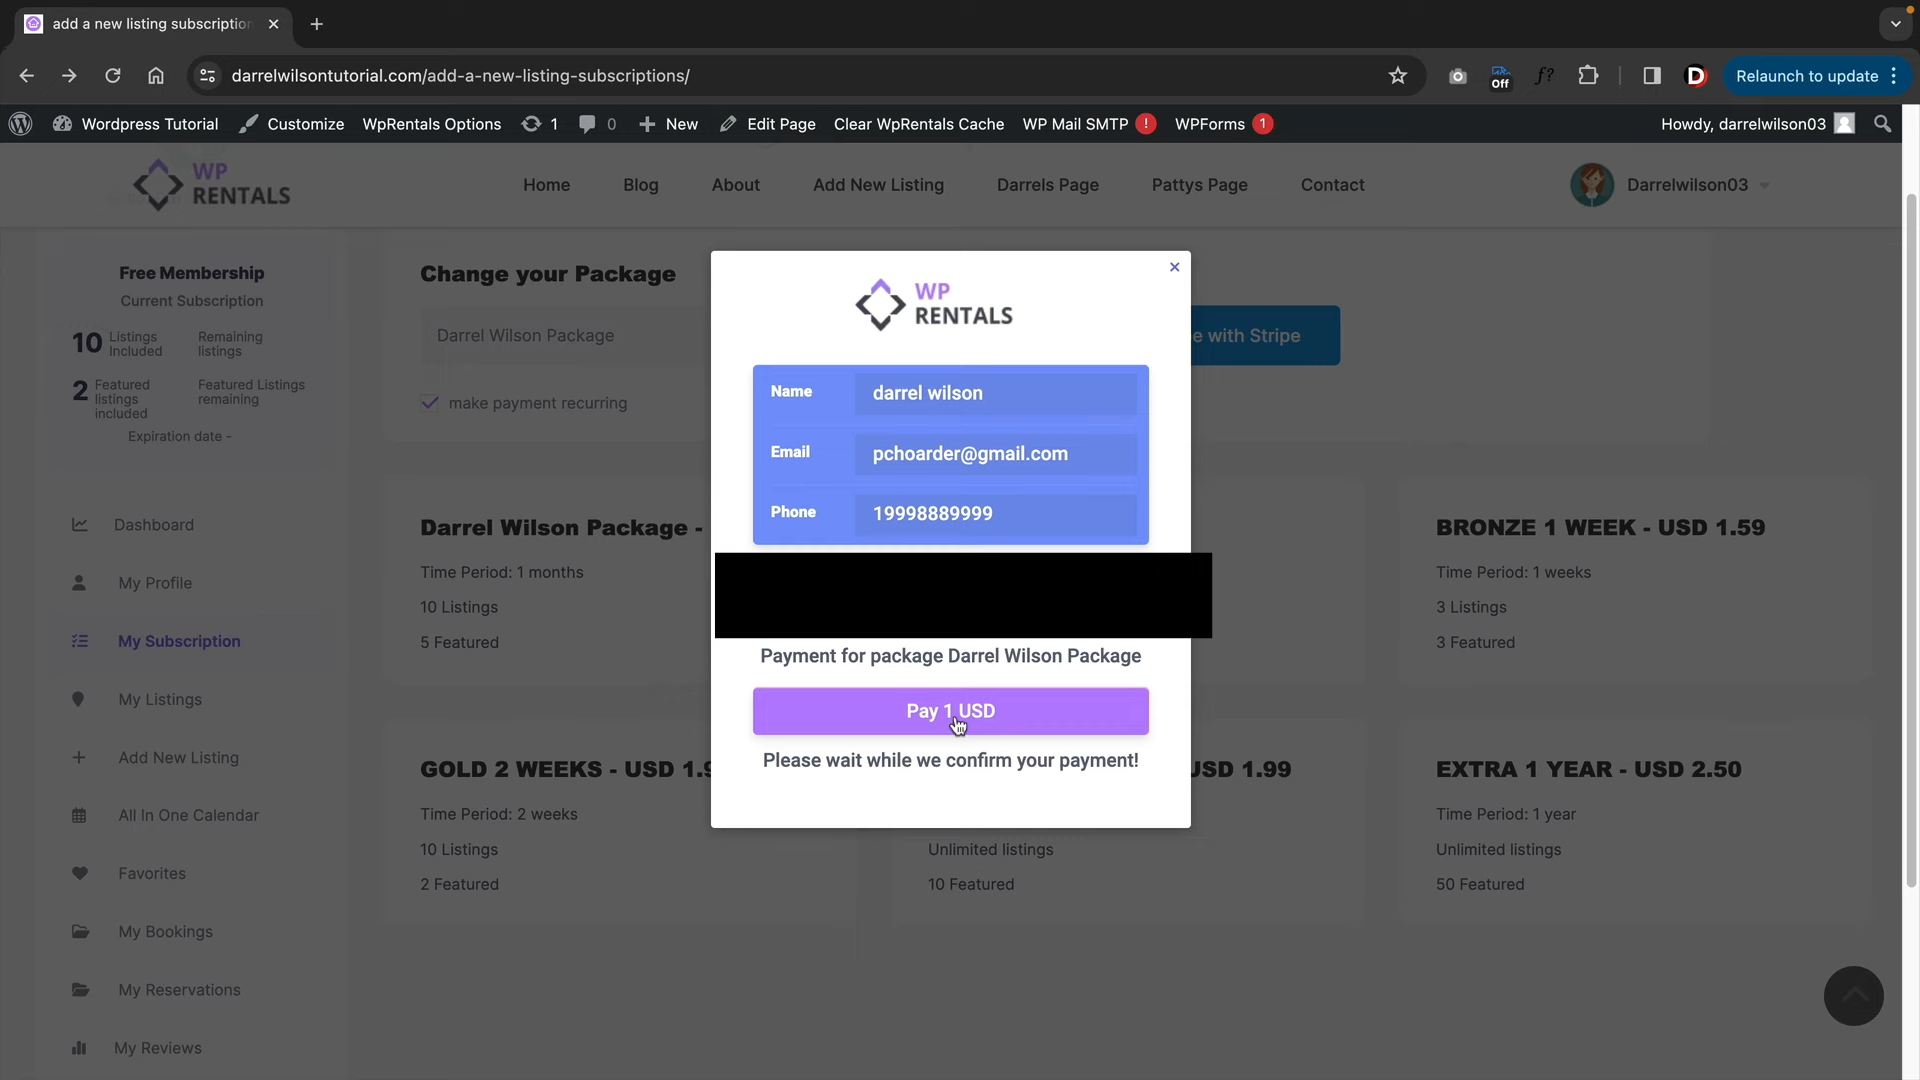 add a new listing subscription
darrelwilsontutorial.com/add-a-new-listing-subscriptions/
Off
f?
D
Relaunch to update
Wordpress Tutorial
Customize
WpRentals Options
1
0
New
Edit Page
Clear WpRentals Cache
WP Mail SMTP !
WPForms 1
Howdy, darrelwilson03
WP
RENTALS
Home
Blog
About
Add New Listing
Darrels Page
Pattys Page
Contact
Darrelwilson03
Free Membership
Current Subscription
10 Listings Included
Remaining listings
2 Featured listings included
Featured Listings remaining
Expiration date -
Dashboard
My Profile
My Subscription
My Listings
Add New Listing
All In One Calendar
Favorites
My Bookings
My Reservations
My Reviews
Change your Package
Darrel Wilson Package
e with Stripe
make payment recurring
Darrel Wilson Package -
Time Period: 1 months
10 Listings
5 Featured
BRONZE 1 WEEK - USD 1.59
Time Period: 1 weeks
3 Listings
3 Featured
GOLD 2 WEEKS - USD 1.9
Time Period: 2 weeks
10 Listings
2 Featured
USD 1.99
Unlimited listings
10 Featured
EXTRA 1 YEAR - USD 2.50
Time Period: 1 year
Unlimited listings
50 Featured
WP
RENTALS
Name darrel wilson
Email pchoarder@gmail.com
Phone 19998889999
Payment for package Darrel Wilson Package
Pay 1 USD
Please wait while we confirm your payment!